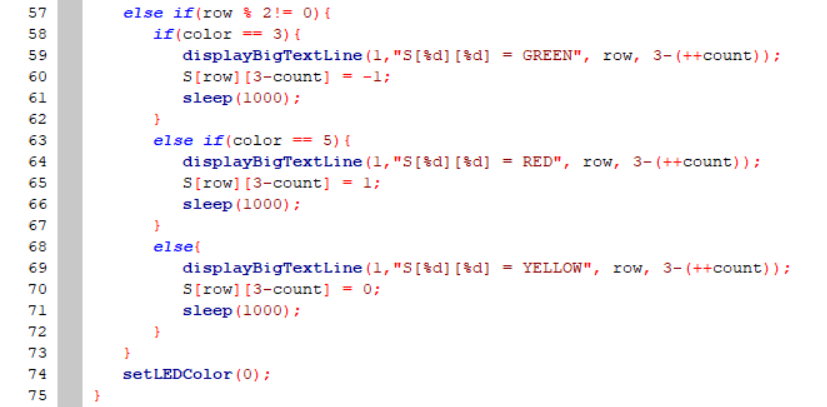 57 else if(row % 2!= 0){
58 if(color == 3){
59 displayBigTextLine(1,"S[%d][%d] = GREEN", row, 3-(++count));
60 S[row][3-count] = -1;
61 sleep(1000);
62 }
63 else if(color == 5){
64 displayBigTextLine(1,"S[%d][%d] = RED", row, 3-(++count));
65 S[row][3-count] = 1;
66 sleep(1000);
67 }
68 else{
69 displayBigTextLine(1,"S[%d][%d] = YELLOW", row, 3-(++count));
70 S[row][3-count] = 0;
71 sleep(1000);
72 }
73 }
74 setLEDColor(0);
75 }